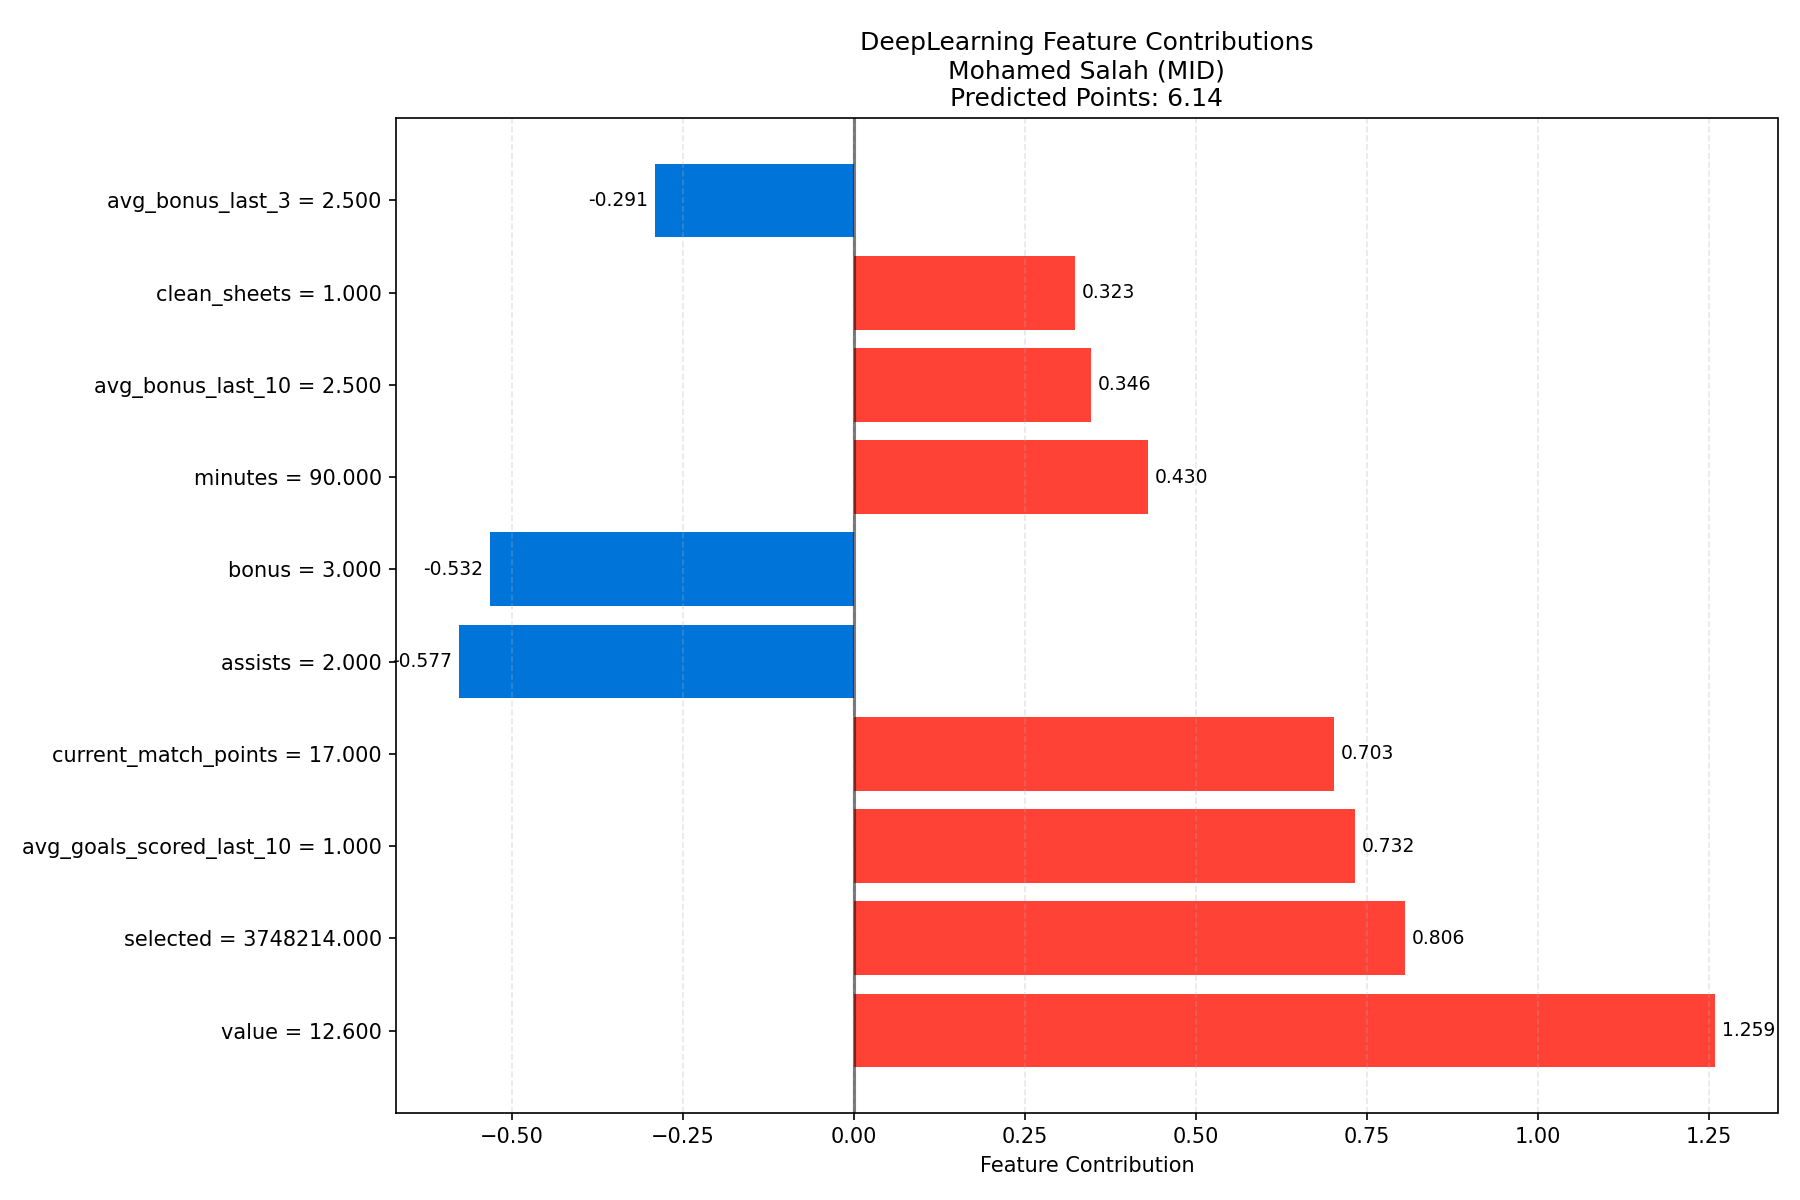 DeepLearning Feature Contributions
Mohamed Salah (MID)
Predicted Points: 6.14
avg_bonus_last_3 = 2.500
-0.291
clean_sheets = 1.000
0.323
avg_bonus_last_10 = 2.500
0.346
minutes = 90.000
0.430
bonus = 3.000
-0.532
assists = 2.000
-0.577
current_match_points = 17.000
0.703
avg_goals_scored_last_10 = 1.000
0.732
selected = 3748214.000
0.806
value = 12.600
1.259
−0.50 −0.25 0.00 0.25 0.50 0.75 1.00 1.25
Feature Contribution